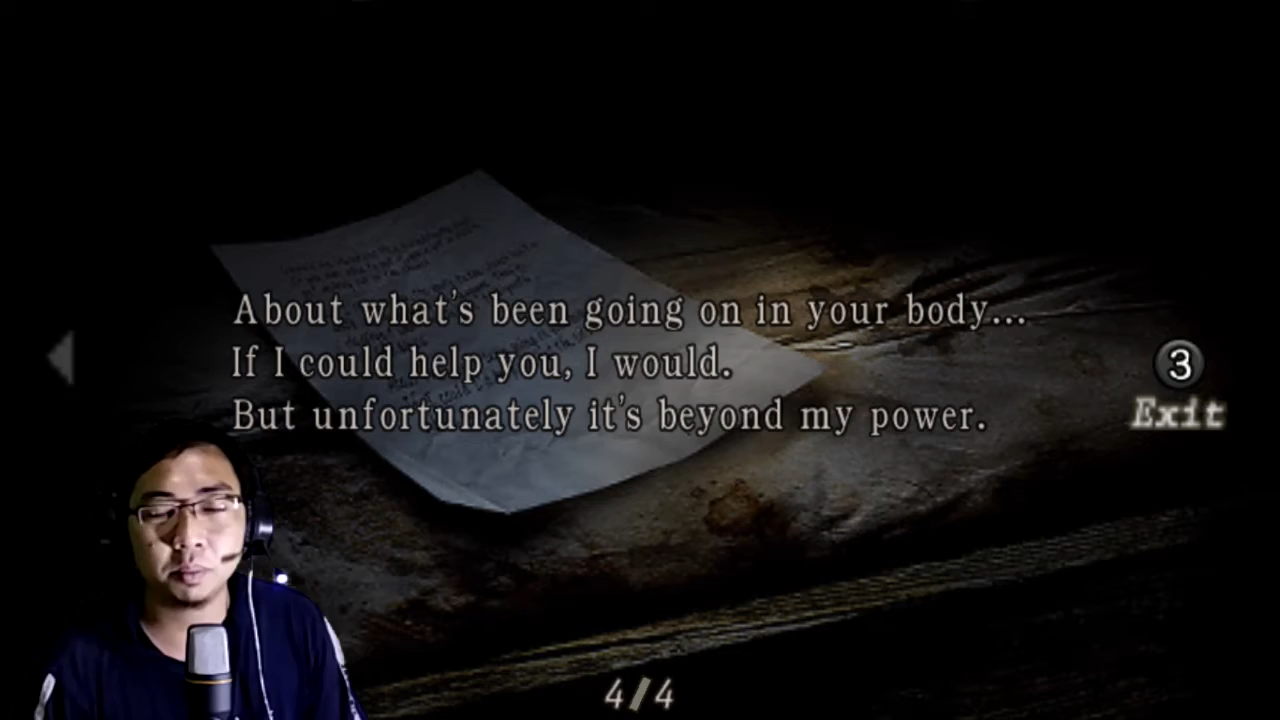 About what's been going on in your body...
If I could help you, I would.
But unfortunately it's beyond my power.
3
Exit
4/4